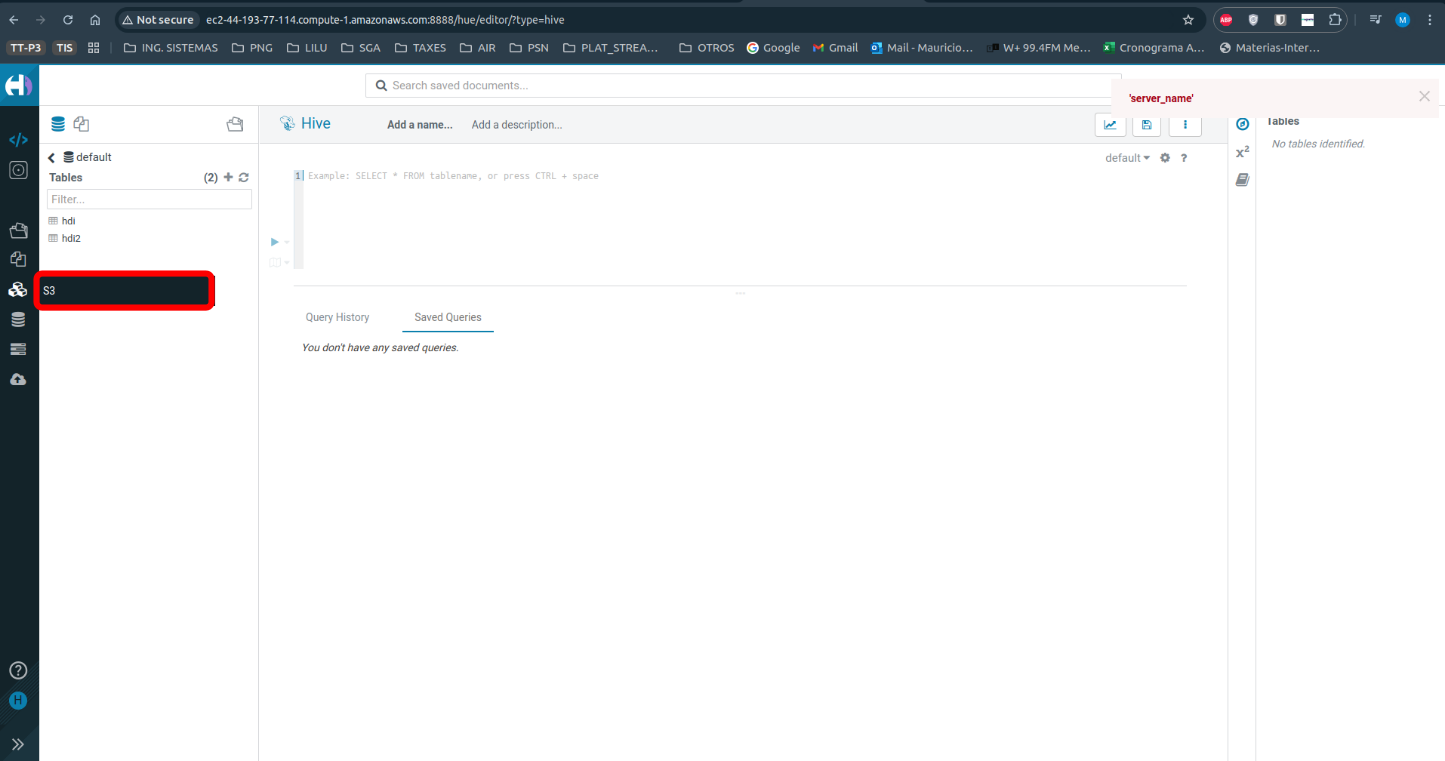 Not secure ec2-44-193-77-114.compute-1.amazonaws.com:8888/hue/editor/?type=hive ABP M
TT-P3 TIS ING. SISTEMAS PNG LILU SGA TAXES AIR PSN PLAT_STREA... OTROS Google Gmail Mail - Mauricio... W+ 99.4FM Me... Cronograma A... Materias-Inter...
Search saved documents...
'server_name'
Hive Add a name... Add a description...
Tables
No tables identified.
default
Tables (2)
Filter...
hdi
hdi2
S3
default ?
1 Example: SELECT * FROM tablename, or press CTRL + space
x2
Query History Saved Queries
You don't have any saved queries.
?
H